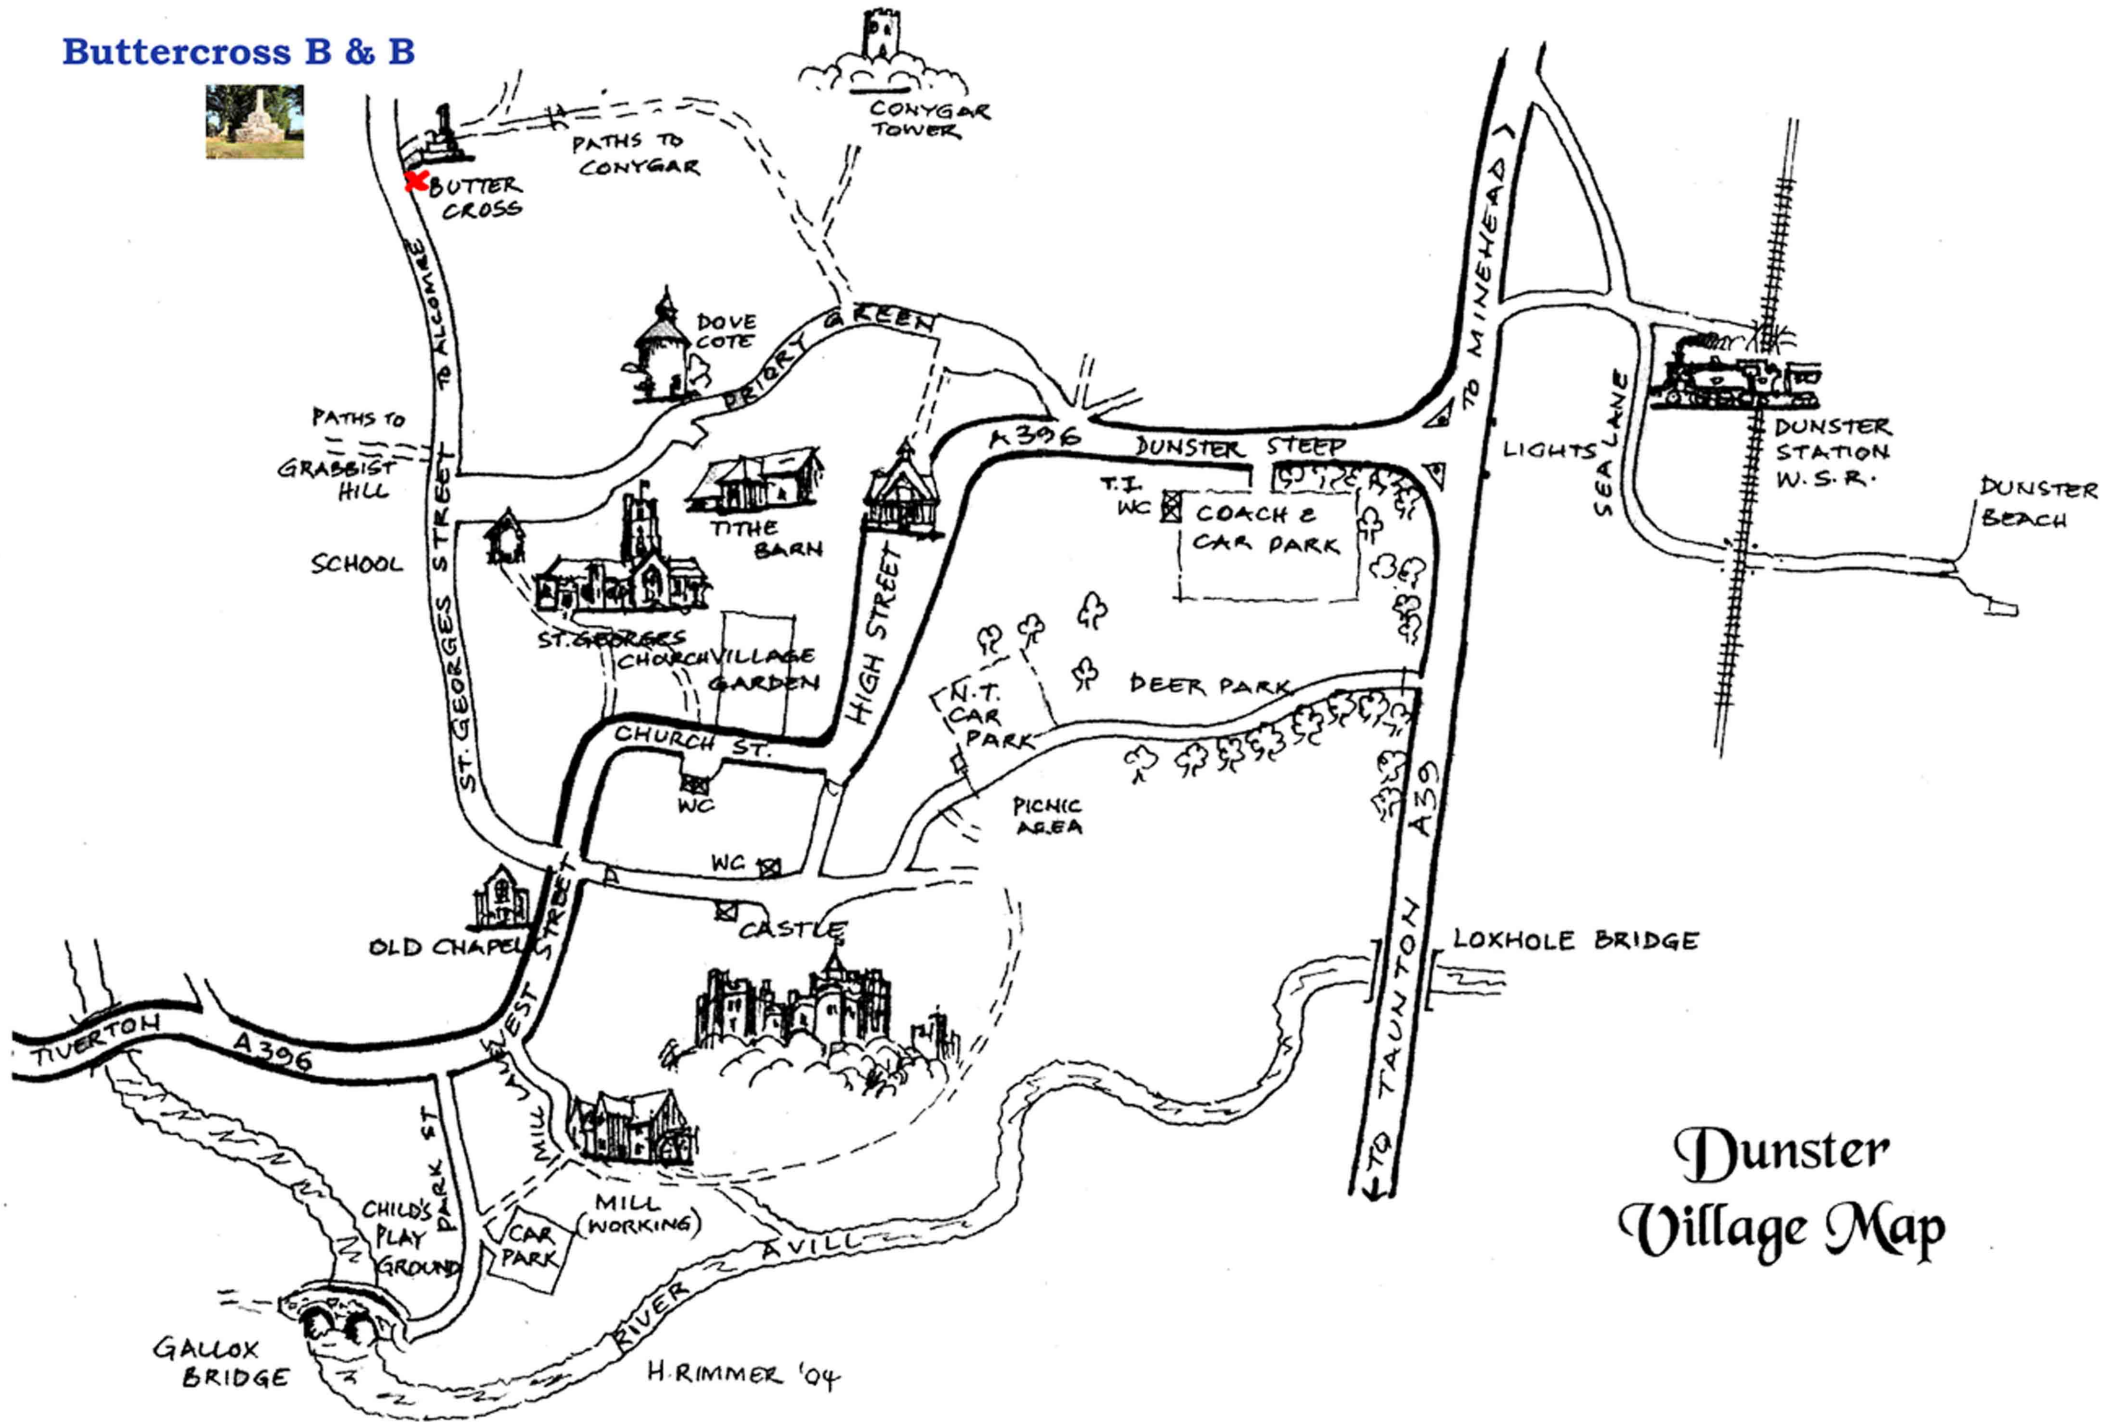 Buttercross B & B
CONYGAR
TOWER
PATHS TO
CONYGAR
BUTTER
CROSS
TO ALCOMBE
TO MINEHEAD >
DOVE
COTE
PRIORY GREEN
PATHS TO
GRABBIST
HILL
A396
DUNSTER STEEP
LIGHTS
SEA LANE
DUNSTER
STATION
W.S.R.
DUNSTER
BEACH
T.I.
WC
COACH &
CAR PARK
TITHE
BARN
SCHOOL
ST. GEORGES STREET
ST. GEORGES
CHURCH
VILLAGE
GARDEN
HIGH STREET
N.T.
CAR
PARK
DEER PARK
CHURCH ST.
WC
PICNIC
AREA
A39
WC
CASTLE
OLD CHAPEL
WEST STREET
LOXHOLE BRIDGE
TIVERTON
A396
← TO TAUNTON
MILL LANE
PARK ST
CHILD'S
PLAY
GROUND
CAR
PARK
MILL
(WORKING)
RIVER AVILL
GALLOX
BRIDGE
H.RIMMER '04
Dunster
Village Map